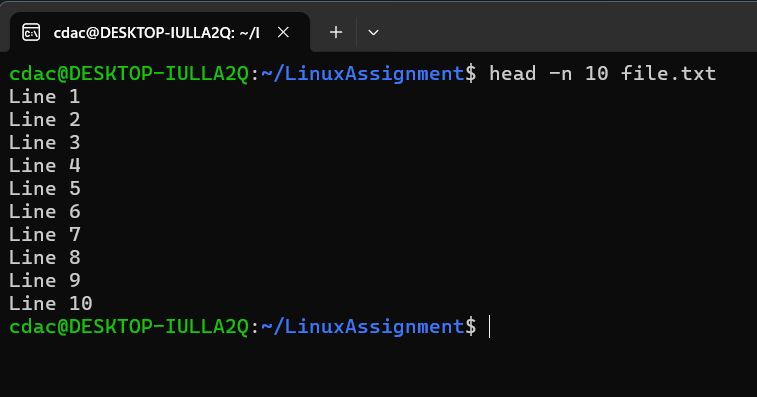 cdac@DESKTOP-IULLA2Q: ~/l
cdac@DESKTOP-IULLA2Q:~/LinuxAssignment$ head -n 10 file.txt
Line 1
Line 2
Line 3
Line 4
Line 5
Line 6
Line 7
Line 8
Line 9
Line 10
cdac@DESKTOP-IULLA2Q:~/LinuxAssignment$